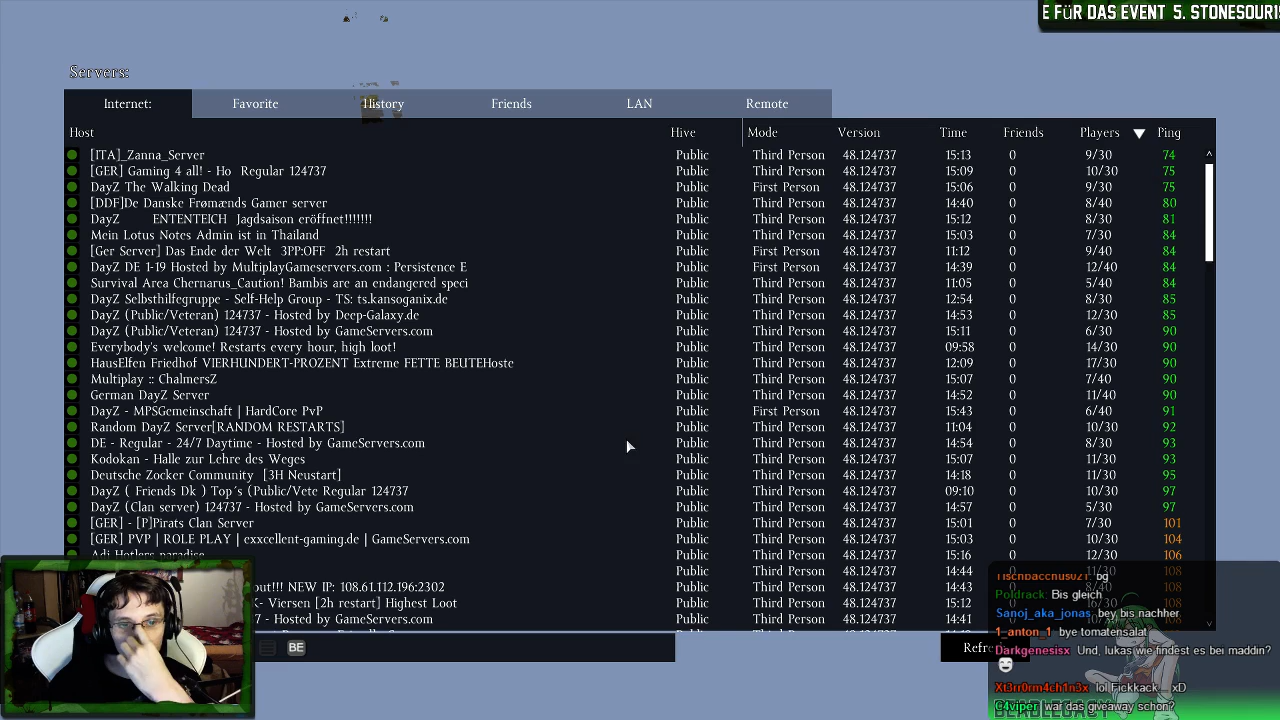 E FÜR DAS EVENT 5. STONESOUR1
Servers:
Internet: Favorite History Friends LAN Remote
Host Hive Mode Version Time Friends Players Ping
[ITA]_Zanna_Server Public Third Person 48.124737 15:13 0 9/30 74
[GER] Gaming 4 all! - Ho Regular 124737 Public Third Person 48.124737 15:09 0 10/30 75
DayZ The Walking Dead Public First Person 48.124737 15:06 0 9/30 75
[DDF]De Danske Frømænds Gamer server Public Third Person 48.124737 14:40 0 8/40 80
DayZ ENTENTEICH Jagdsaison eröffnet!!!!!!! Public Third Person 48.124737 15:12 0 8/30 81
Mein Lotus Notes Admin ist in Thailand Public Third Person 48.124737 15:03 0 7/30 84
[Ger Server] Das Ende der Welt 3PP:OFF 2h restart Public First Person 48.124737 11:12 0 9/40 84
DayZ DE 1-19 Hosted by MultiplayGameservers.com : Persistence E Public First Person 48.124737 14:39 0 12/40 84
Survival Area Chernarus_Caution! Bambis are an endangered speci Public Third Person 48.124737 11:05 0 5/40 84
DayZ Selbsthilfegruppe - Self-Help Group - TS: ts.kansoganix.de Public Third Person 48.124737 12:54 0 8/30 85
DayZ (Public/Veteran) 124737 - Hosted by Deep-Galaxy.de Public Third Person 48.124737 14:53 0 12/30 85
DayZ (Public/Veteran) 124737 - Hosted by GameServers.com Public Third Person 48.124737 15:11 0 6/30 90
Everybody's welcome! Restarts every hour, high loot! Public Third Person 48.124737 09:58 0 14/30 90
HausElfen Friedhof VIERHUNDERT-PROZENT Extreme FETTE BEUTEHoste Public Third Person 48.124737 12:09 0 17/30 90
Multiplay :: ChalmersZ Public Third Person 48.124737 15:07 0 7/40 90
German DayZ Server Public Third Person 48.124737 14:52 0 11/40 90
DayZ - MPSGemeinschaft | HardCore PvP Public First Person 48.124737 15:43 0 6/40 91
Random DayZ Server[RANDOM RESTARTS] Public Third Person 48.124737 11:04 0 10/30 92
DE - Regular - 24/7 Daytime - Hosted by GameServers.com Public Third Person 48.124737 14:54 0 8/30 93
Kodokan - Halle zur Lehre des Weges Public Third Person 48.124737 15:07 0 11/30 93
Deutsche Zocker Community [3H Neustart] Public Third Person 48.124737 14:18 0 11/30 95
DayZ ( Friends Dk ) Top´s (Public/Vete Regular 124737 Public Third Person 48.124737 09:10 0 10/30 97
DayZ (Clan server) 124737 - Hosted by GameServers.com Public Third Person 48.124737 14:57 0 5/30 97
[GER] - [P]Pirats Clan Server Public Third Person 48.124737 15:01 0 7/30 101
[GER] PVP | ROLE PLAY | exxcellent-gaming.de | GameServers.com Public Third Person 48.124737 15:03 0 10/30 104
Adi Hotlers paradise Public Third Person 48.124737 15:16 0 12/30 106
Public Third Person 48.124737 14:44 0 11/30 108
out!!! NEW IP: 108.61.112.196:2302 Public Third Person 48.124737 14:43 108
K- Viersen [2h restart] Highest Loot Public Third Person 48.124737 15:12 108
7 - Hosted by GameServers.com Public Third Person 48.124737 14:41
BE Refre
Tischbacchus021: bg
Poldrack: Bis gleich
Sanoj_aka_jonas: bey bis nachher
1_anton_1: bye tomatensalat
Darkgenesisx: Und, lukas wie findest es bei maddin?
Xt3rr0rm4ch1n3x: lol Fickkack... xD
C4viper: war das giveaway schon?
DEADLEGACY